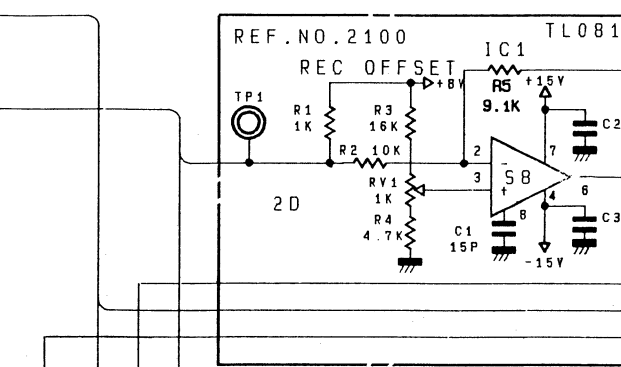 REF.NO.2100
TL081
IC1
REC OFFSET
+8V
R5
+15V
9.1K
TP1
R1
1K
R3
16K
C2
R2 10K
2
7
3
S8
RV1
1K
6
2D
4
R4
4.7K
8
C1
15P
C3
-15V